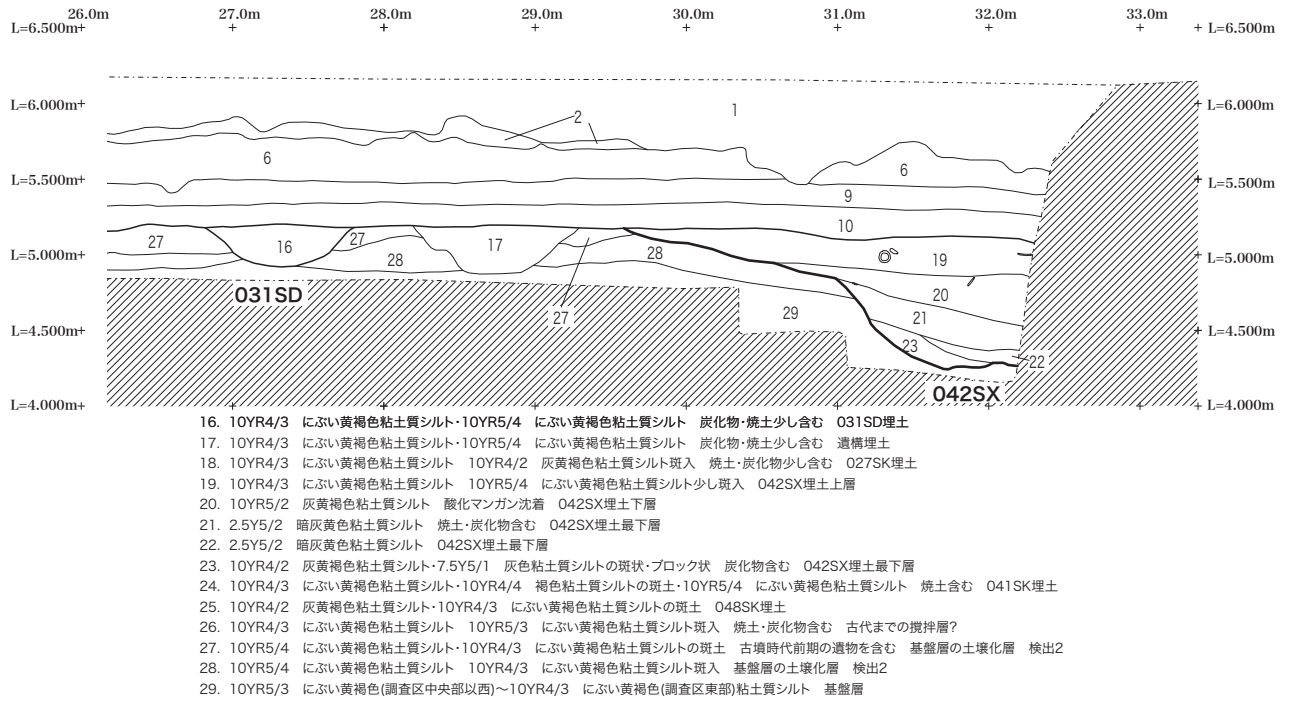 26.0m 27.0m 28.0m 29.0m 30.0m 31.0m 32.0m 33.0m
L=6.500m L=6.500m
L=6.000m L=6.000m
1
2
6 6
L=5.500m L=5.500m
9
10
27 16 27 28 17 28 19
L=5.000m L=5.000m
031SD
20
27 29 21
L=4.500m L=4.500m
23 22
042SX
L=4.000m L=4.000m
16. 10YR4/3 にぶい黄褐色粘土質シルト・10YR5/4 にぶい黄褐色粘土質シルト 炭化物・焼土少し含む 031SD埋土
17. 10YR4/3 にぶい黄褐色粘土質シルト・10YR5/4 にぶい黄褐色粘土質シルト 炭化物・焼土少し含む 遺構埋土
18. 10YR4/3 にぶい黄褐色粘土質シルト 10YR4/2 灰黄褐色粘土質シルト斑入 焼土・炭化物少し含む 027SK埋土
19. 10YR4/3 にぶい黄褐色粘土質シルト 10YR5/4 にぶい黄褐色粘土質シルト少し斑入 042SX埋土上層
20. 10YR5/2 灰黄褐色粘土質シルト 酸化マンガン沈着 042SX埋土下層
21. 2.5Y5/2 暗灰黄色粘土質シルト 焼土・炭化物含む 042SX埋土最下層
22. 2.5Y5/2 暗灰黄色粘土質シルト 042SX埋土最下層
23. 10YR4/2 灰黄褐色粘土質シルト・7.5Y5/1 灰色粘土質シルトの斑状・ブロック状 炭化物含む 042SX埋土最下層
24. 10YR4/3 にぶい黄褐色粘土質シルト・10YR4/4 褐色粘土質シルトの斑土・10YR5/4 にぶい黄褐色粘土質シルト 焼土含む 041SK埋土
25. 10YR4/2 灰黄褐色粘土質シルト・10YR4/3 にぶい黄褐色粘土質シルトの斑土 048SK埋土
26. 10YR4/3 にぶい黄褐色粘土質シルト 10YR5/3 にぶい黄褐色粘土質シルト斑入 焼土・炭化物含む 古代までの撹拌層?
27. 10YR5/4 にぶい黄褐色粘土質シルト・10YR4/3 にぶい黄褐色粘土質シルトの斑土 古墳時代前期の遺物を含む 基盤層の土壌化層 検出2
28. 10YR5/4 にぶい黄褐色粘土質シルト 10YR4/3 にぶい黄褐色粘土質シルト斑入 基盤層の土壌化層 検出2
29. 10YR5/3 にぶい黄褐色(調査区中央部以西)～10YR4/3 にぶい黄褐色(調査区東部)粘土質シルト 基盤層